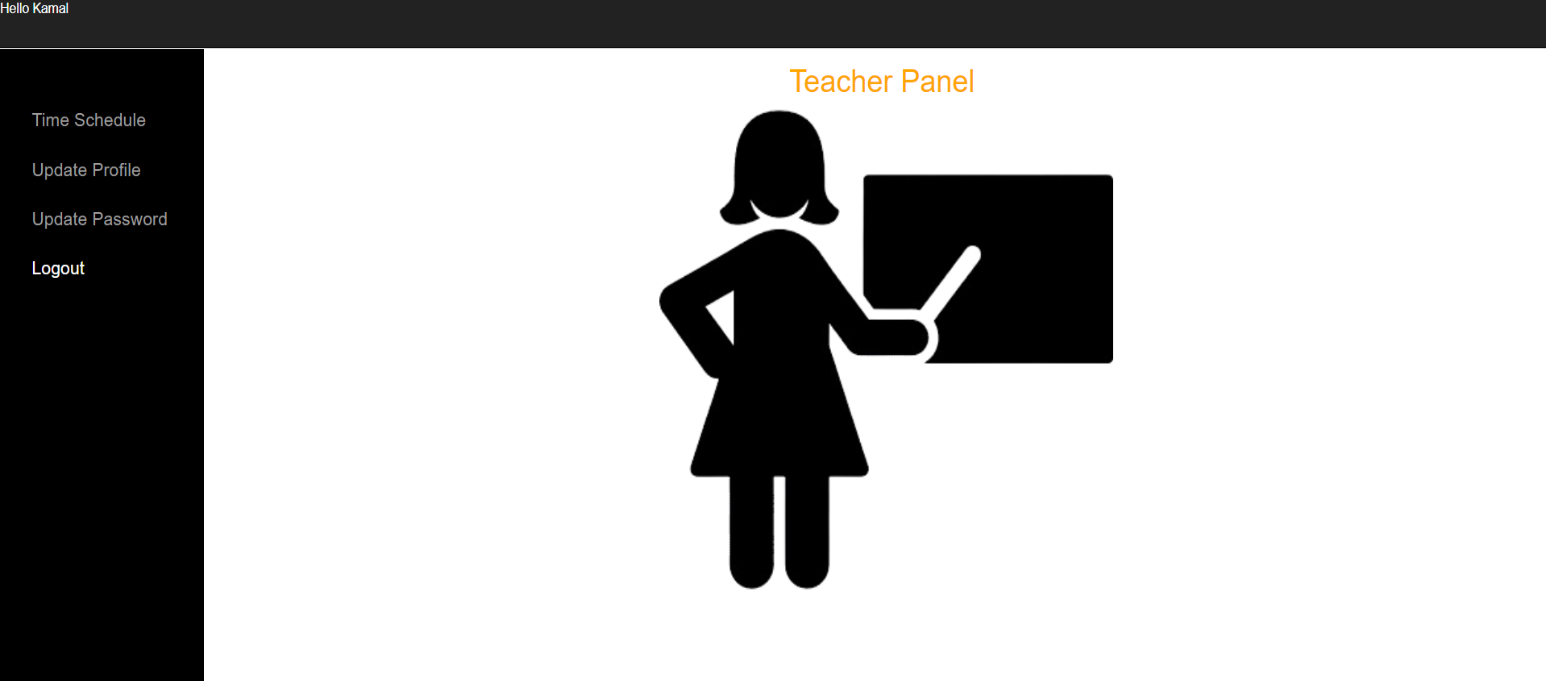 Hello Kamal
Teacher Panel
Time Schedule
Update Profile
Update Password
Logout